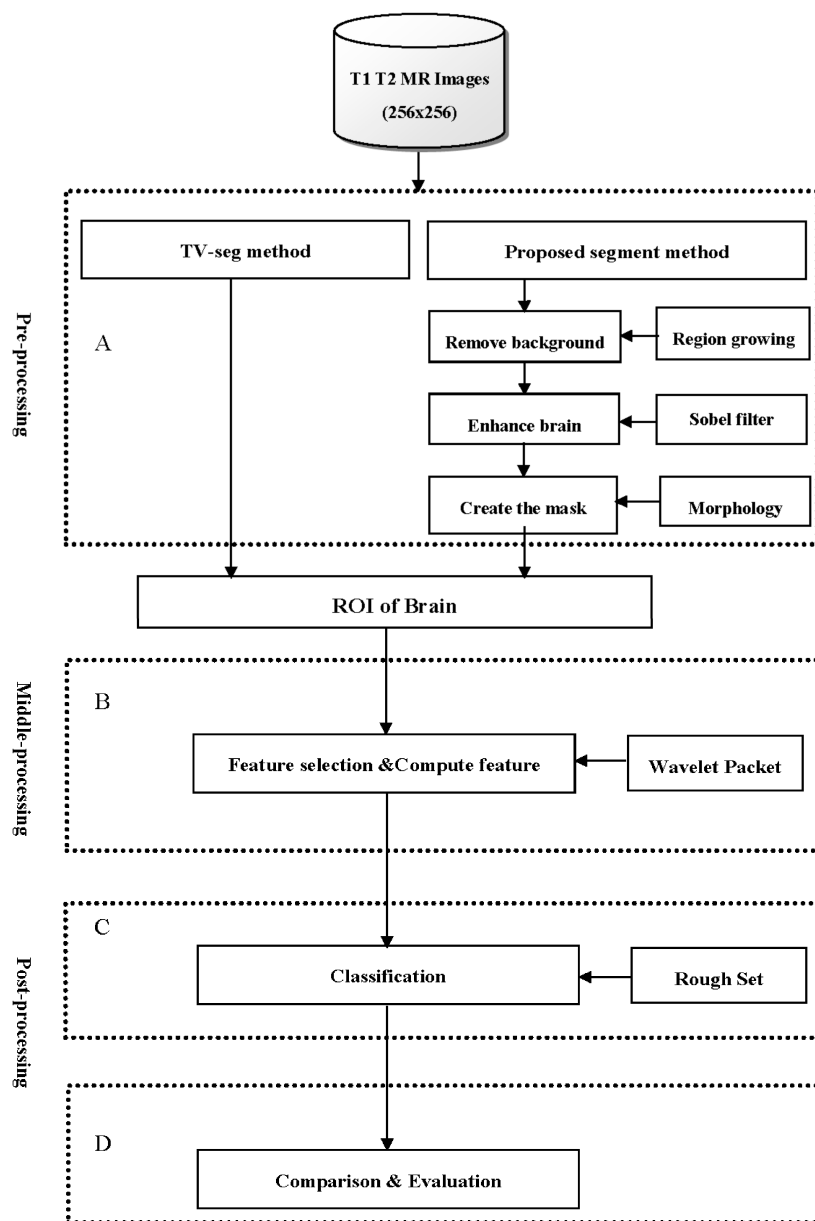 T1 T2 MR Images
(256x256)
TV-seg method
Proposed segment method
Pre-processing
A
Remove background
Region growing
Enhance brain
Sobel filter
Create the mask
Morphology
ROI of Brain
Middle-processing
B
Feature selection &Compute feature
Wavelet Packet
Post-processing
C
Classification
Rough Set
D
Comparison & Evaluation